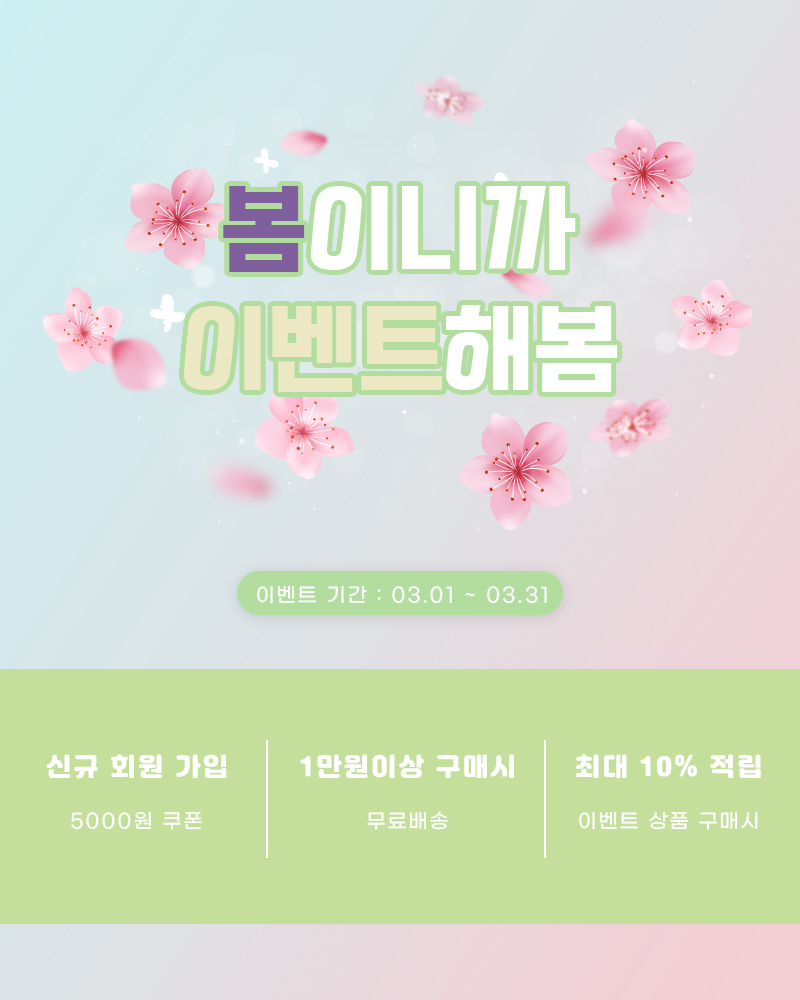 봄이니까
이벤트해봄
이벤트 기간 : 03.01 ~ 03.31
신규 회원 가입
5000원 쿠폰
1만원이상 구매시
무료배송
최대 10% 적립
이벤트 상품 구매시